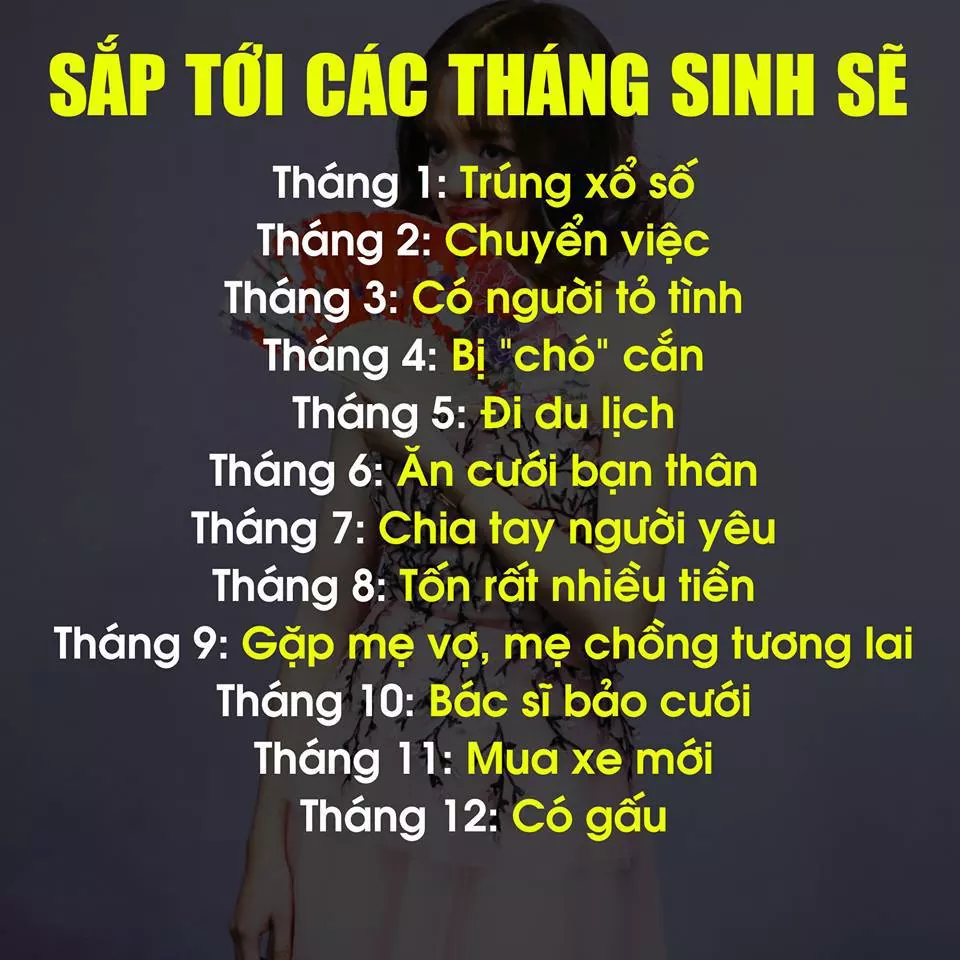 SẮP TỚI CÁC THÁNG SINH SẼ
Tháng 1: Trúng xổ số
Tháng 2: Chuyển việc
Tháng 3: Có người tỏ tình
Tháng 4: Bị "chó" cắn
Tháng 5: Đi du lịch
Tháng 6: Ăn cưới bạn thân
Tháng 7: Chia tay người yêu
Tháng 8: Tốn rất nhiều tiền
Tháng 9: Gặp mẹ vợ, mẹ chồng tương lai
Tháng 10: Bác sĩ bảo cưới
Tháng 11: Mua xe mới
Tháng 12: Có gấu